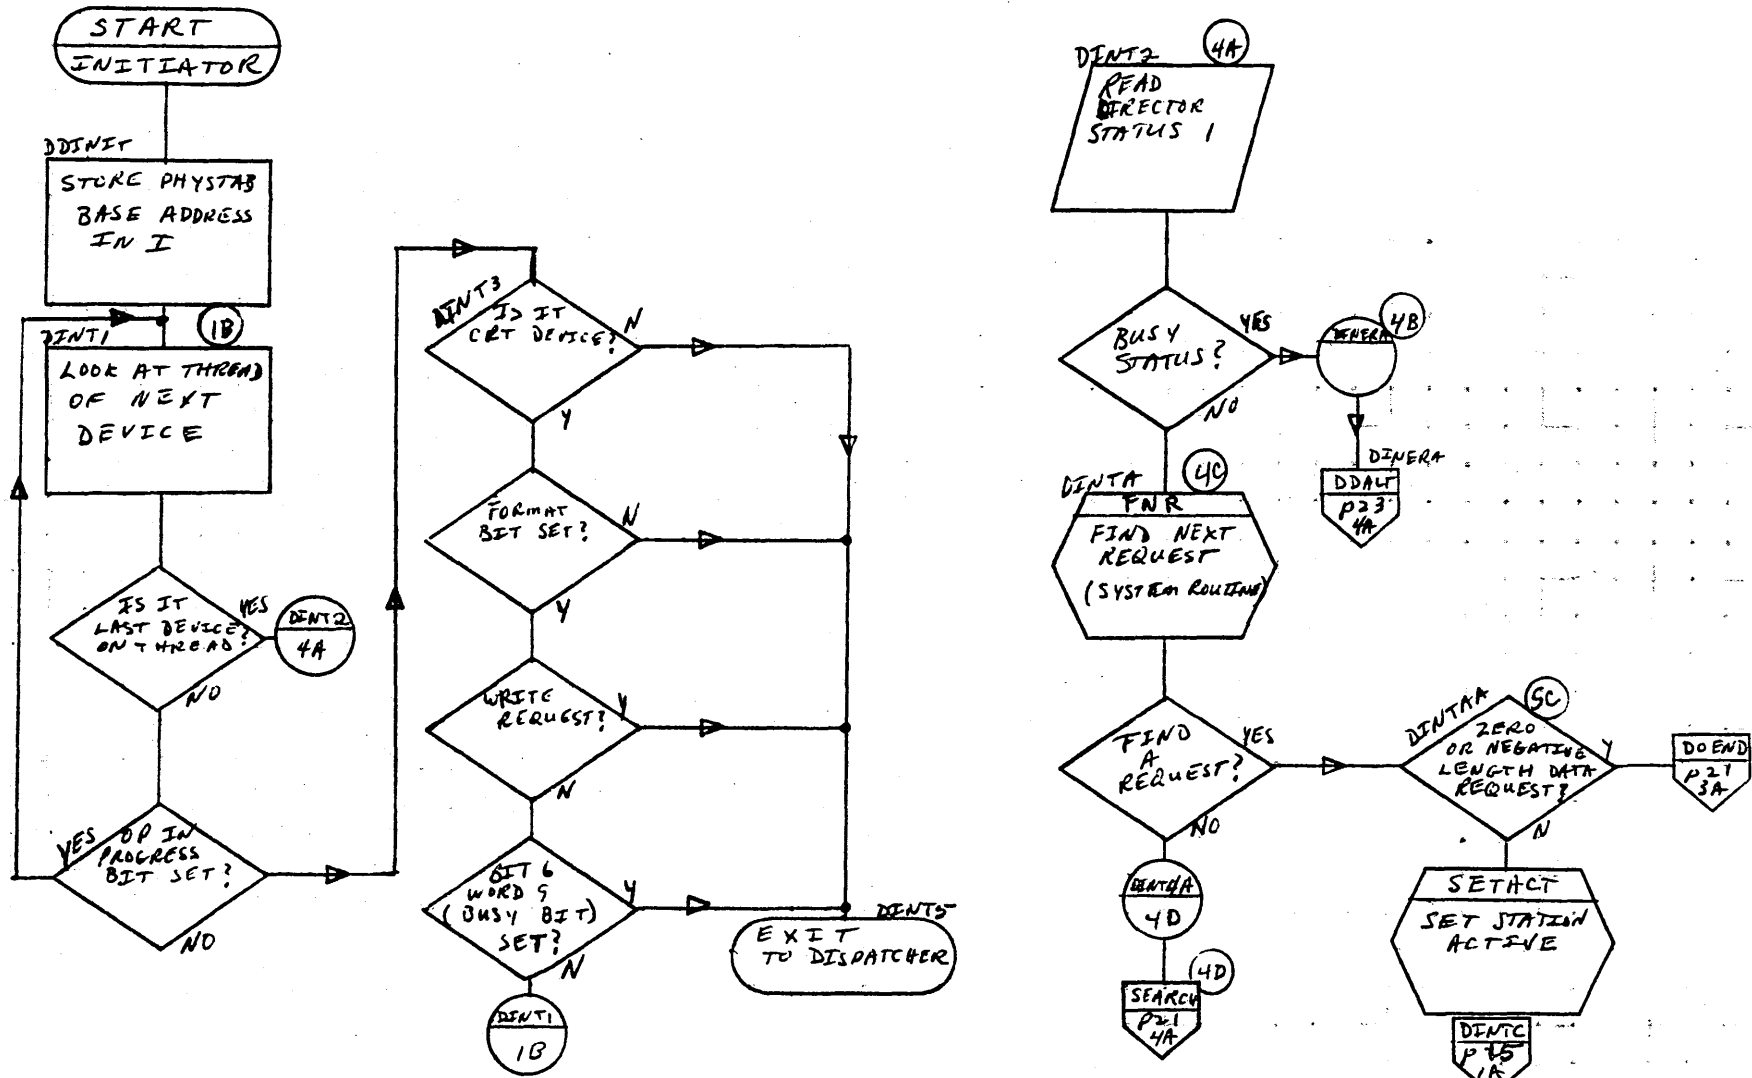 START
INITIATOR
DDINIT
STORE PHYSTAB
BASE ADDRESS
IN I
1B
DINT1
LOOK AT THREAD
OF NEXT
DEVICE
IS IT
LAST DEVICE
ON THREAD?
YES
DINT2
4A
NO
OP IN
PROGRESS
BIT SET?
YES
NO
DINT3
IS IT
CRT DEVICE?
N
Y
FORMAT
BIT SET?
N
Y
WRITE
REQUEST?
Y
N
BIT 6
WORD 9
(BUSY BIT)
SET?
Y
N
DINT1
1B
DINT5
EXIT
TO DISPATCHER
DINT2
4A
READ
DIRECTOR
STATUS 1
BUSY
STATUS?
YES
NO
DINERA
4B
DINERA
DDALT
P23
4A
DINTA
4C
FNR
FIND NEXT
REQUEST
(SYSTEM ROUTINE)
FIND
A
REQUEST?
YES
NO
4D
4D
SEARCH
P21
4A
DINTAA
5C
ZERO
OR NEGATIVE
LENGTH DATA
REQUEST?
Y
N
DOEND
P21
3A
SETACT
SET STATION
ACTIVE
DINTC
1A